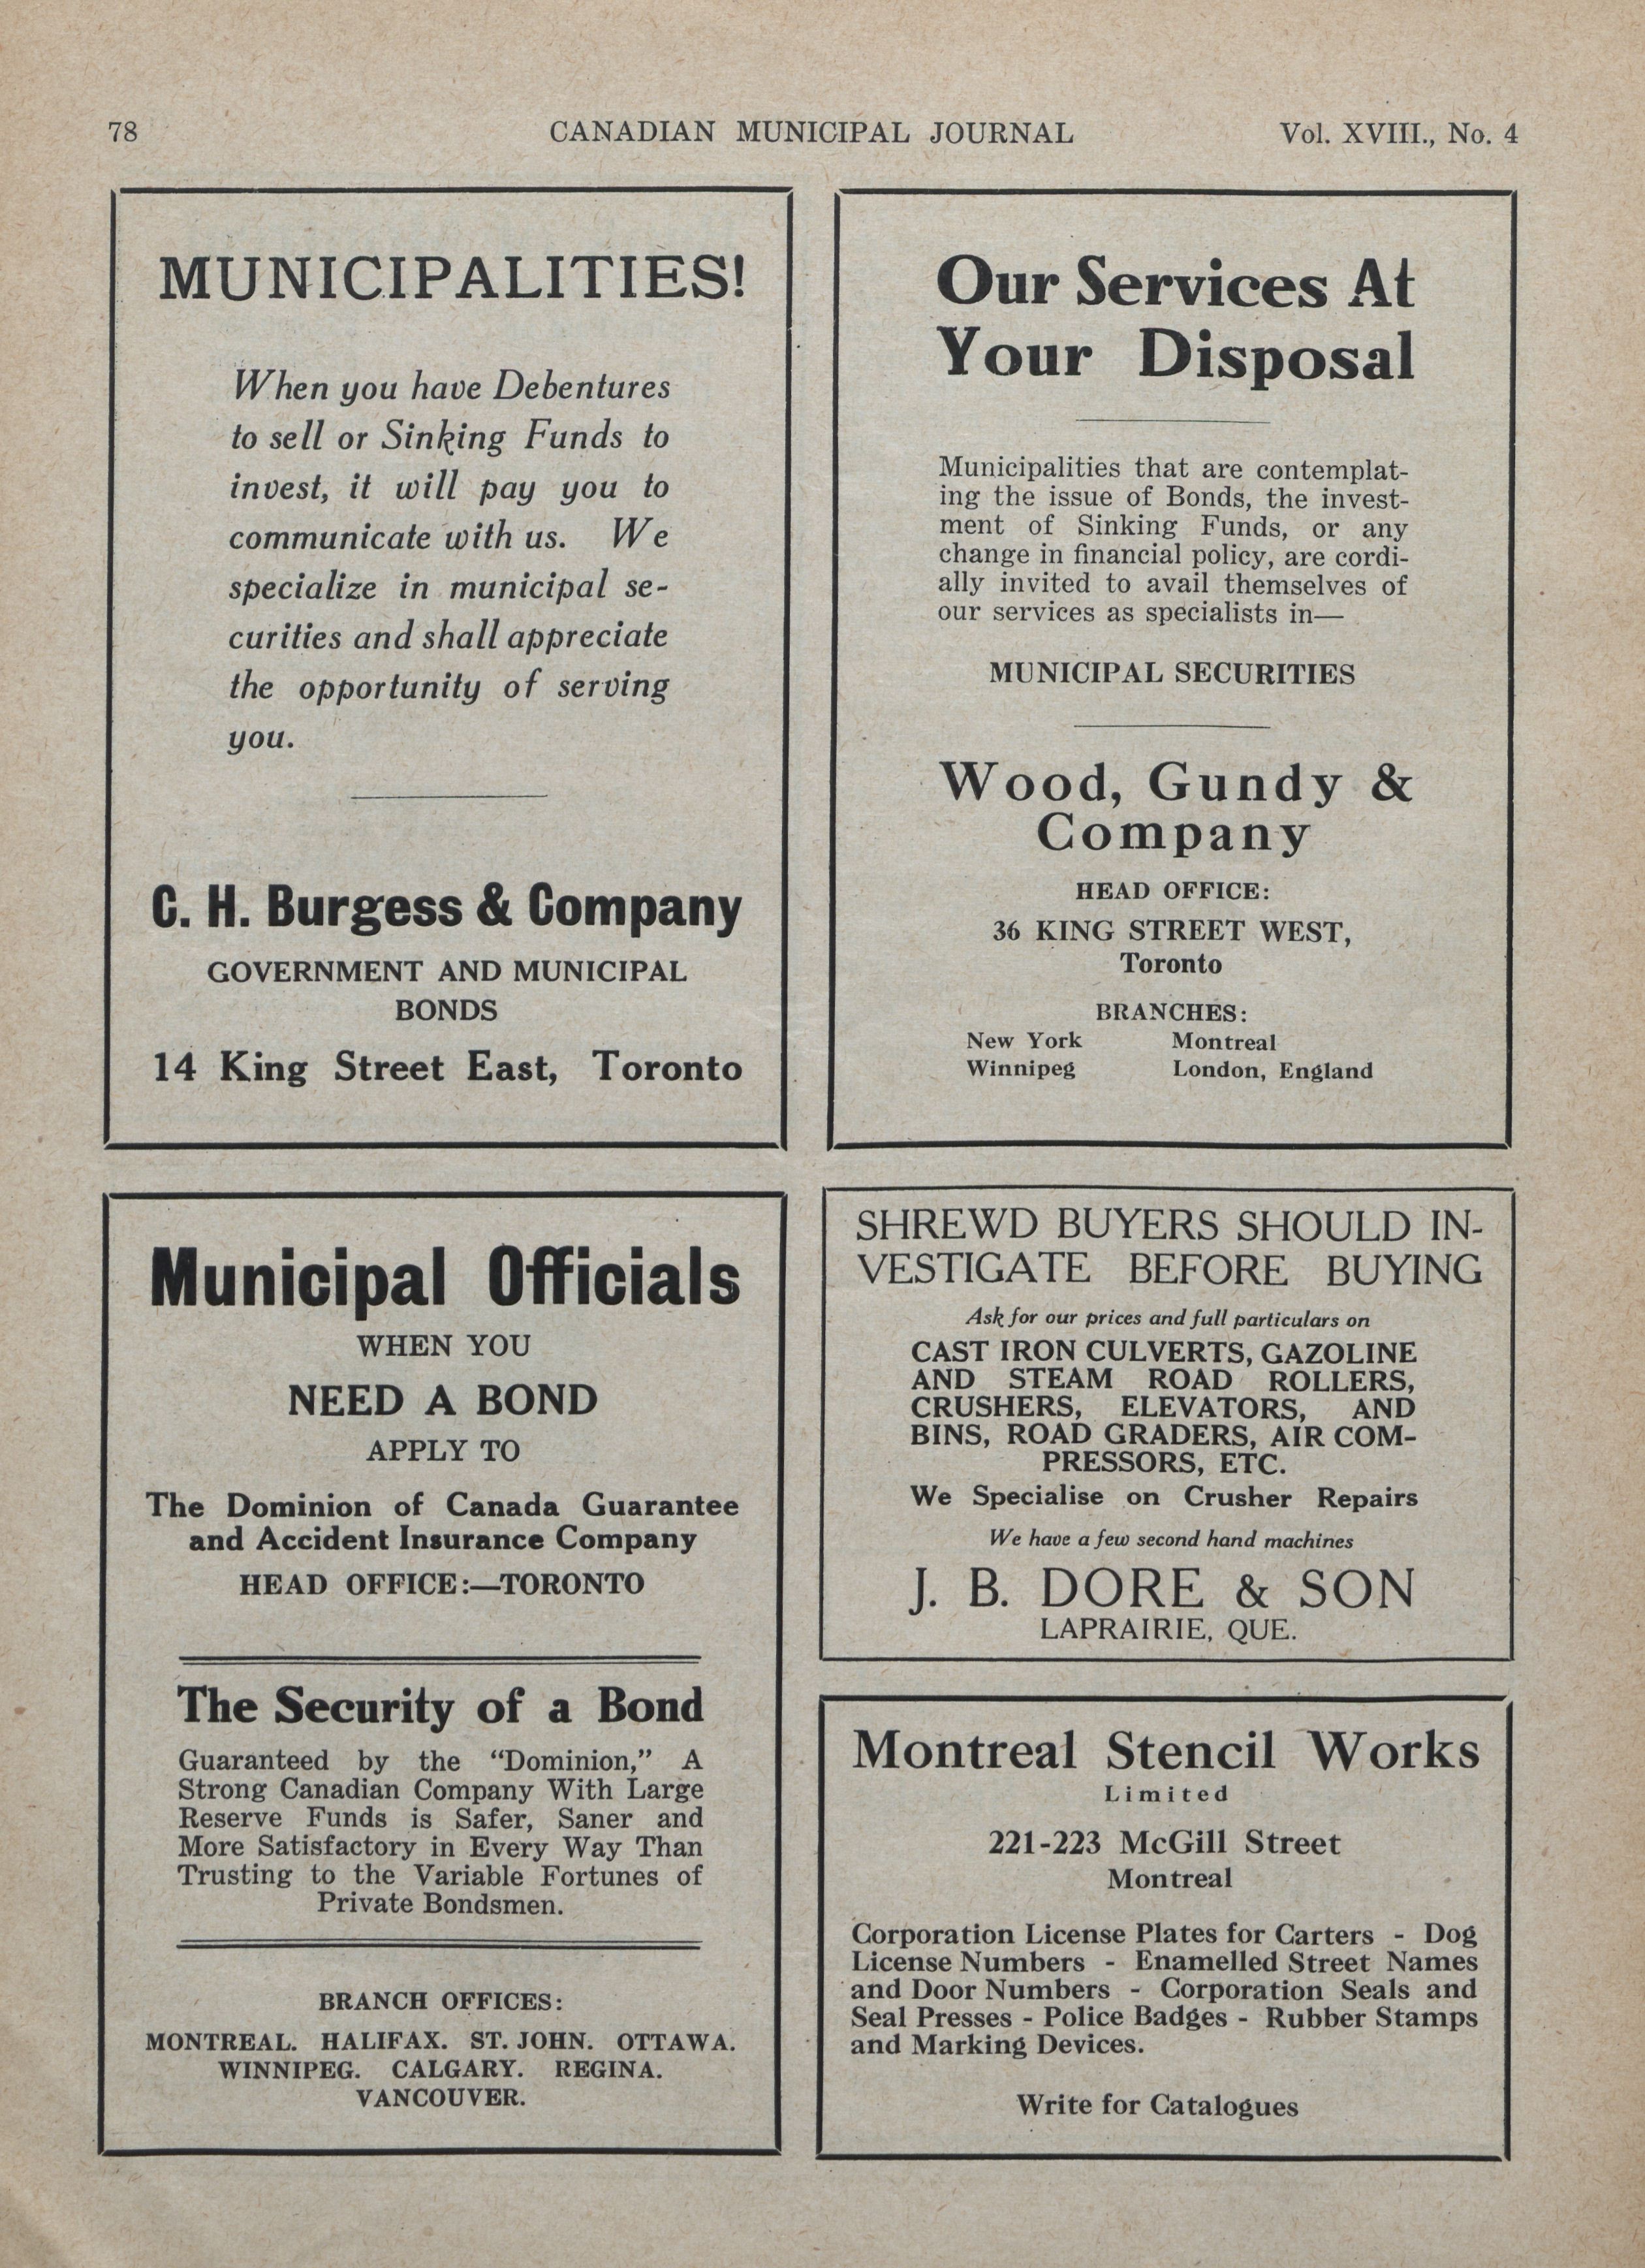 78
CANADIAN MUNICIPAL JOURNAL
Vol. XVIII., No. 4
MUNICIPALITIES!
When you have Debentures
to sell or Sinking Funds to
invest, it will pay you to
communicate with us. We
specialize in municipal se-
curities and shall appreciate
the opportunity of serving
you.
C. H. Burgess & Company
GOVERNMENT AND MUNICIPAL
BONDS
14 King Street East, Toronto
Our Services At
Your Disposal
Municipalities that are contemplat-
ing the issue of Bonds, the invest-
ment of Sinking Funds, or any
change in financial policy, are cordi-
ally invited to avail themselves of
our services as specialists in—
MUNICIPAL SECURITIES
Wood, Gundy &
Company
HEAD OFFICE:
36 KING STREET WEST,
Toronto
BRANCHES:
New York Montreal
Winnipeg London, England
Municipal Officials
WHEN YOU
NEED A BOND
APPLY TO
The Dominion of Canada Guarantee
and Accident Insurance Company
HEAD OFFICE:—TORONTO
The Security of a Bond
Guaranteed by the “Dominion,” A
Strong Canadian Company With Large
Reserve Funds is Safer, Saner and
More Satisfactory in Every Way Than
Trusting to the Variable Fortunes of
Private Bondsmen.
BRANCH OFFICES:
MONTREAL. HALIFAX. ST. JOHN. OTTAWA.
WINNIPEG. CALGARY. REGINA.
VANCOUVER.
SHREWD BUYERS SHOULD IN-
VESTIGATE BEFORE BUYING
Ask for our prices and full particulars on
CAST IRON CULVERTS, GAZOLINE
AND STEAM ROAD ROLLERS,
CRUSHERS, ELEVATORS, AND
BINS, ROAD GRADERS, AIR COM-
PRESSORS, ETC.
We Specialise on Crusher Repairs
We have a few second hand machines
J. B. DORE & SON
LAPRAIRIE, QUE.
Montreal Stencil Works
Limited
221-223 McGill Street
Montreal
Corporation License Plates for Carters - Dog
License Numbers - Enamelled Street Names
and Door Numbers - Corporation Seals and
Seal Presses - Police Badges - Rubber Stamps
and Marking Devices.
Write for Catalogues